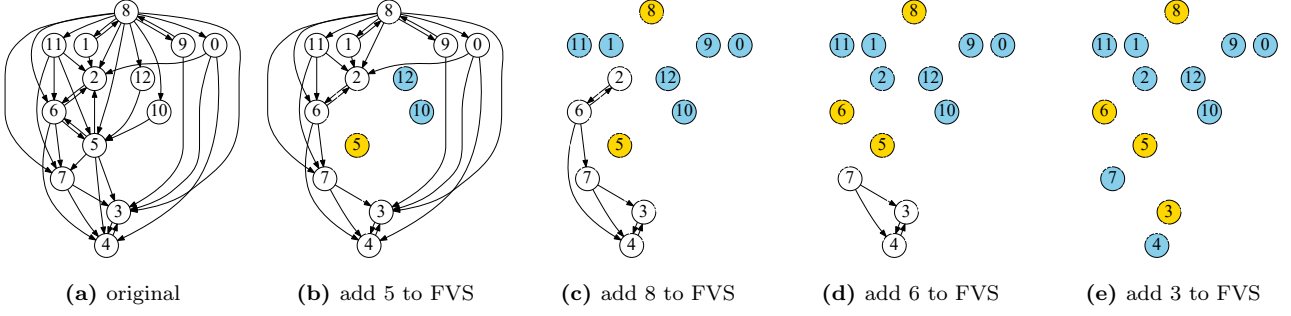 8 8 8 8 8
11 1 9 0 11 1 9 0 11 1 9 0 11 1 9 0 11 1 9 0
2 12 2 12 2 12 2 12 2 12
6 10 6 10 6 10 6 10 6 10
5 5 5 5 5
7 7 7 7 7
3 3 3 3 3
4 4 4 4 4
(a) original (b) add 5 to FVS (c) add 8 to FVS (d) add 6 to FVS (e) add 3 to FVS